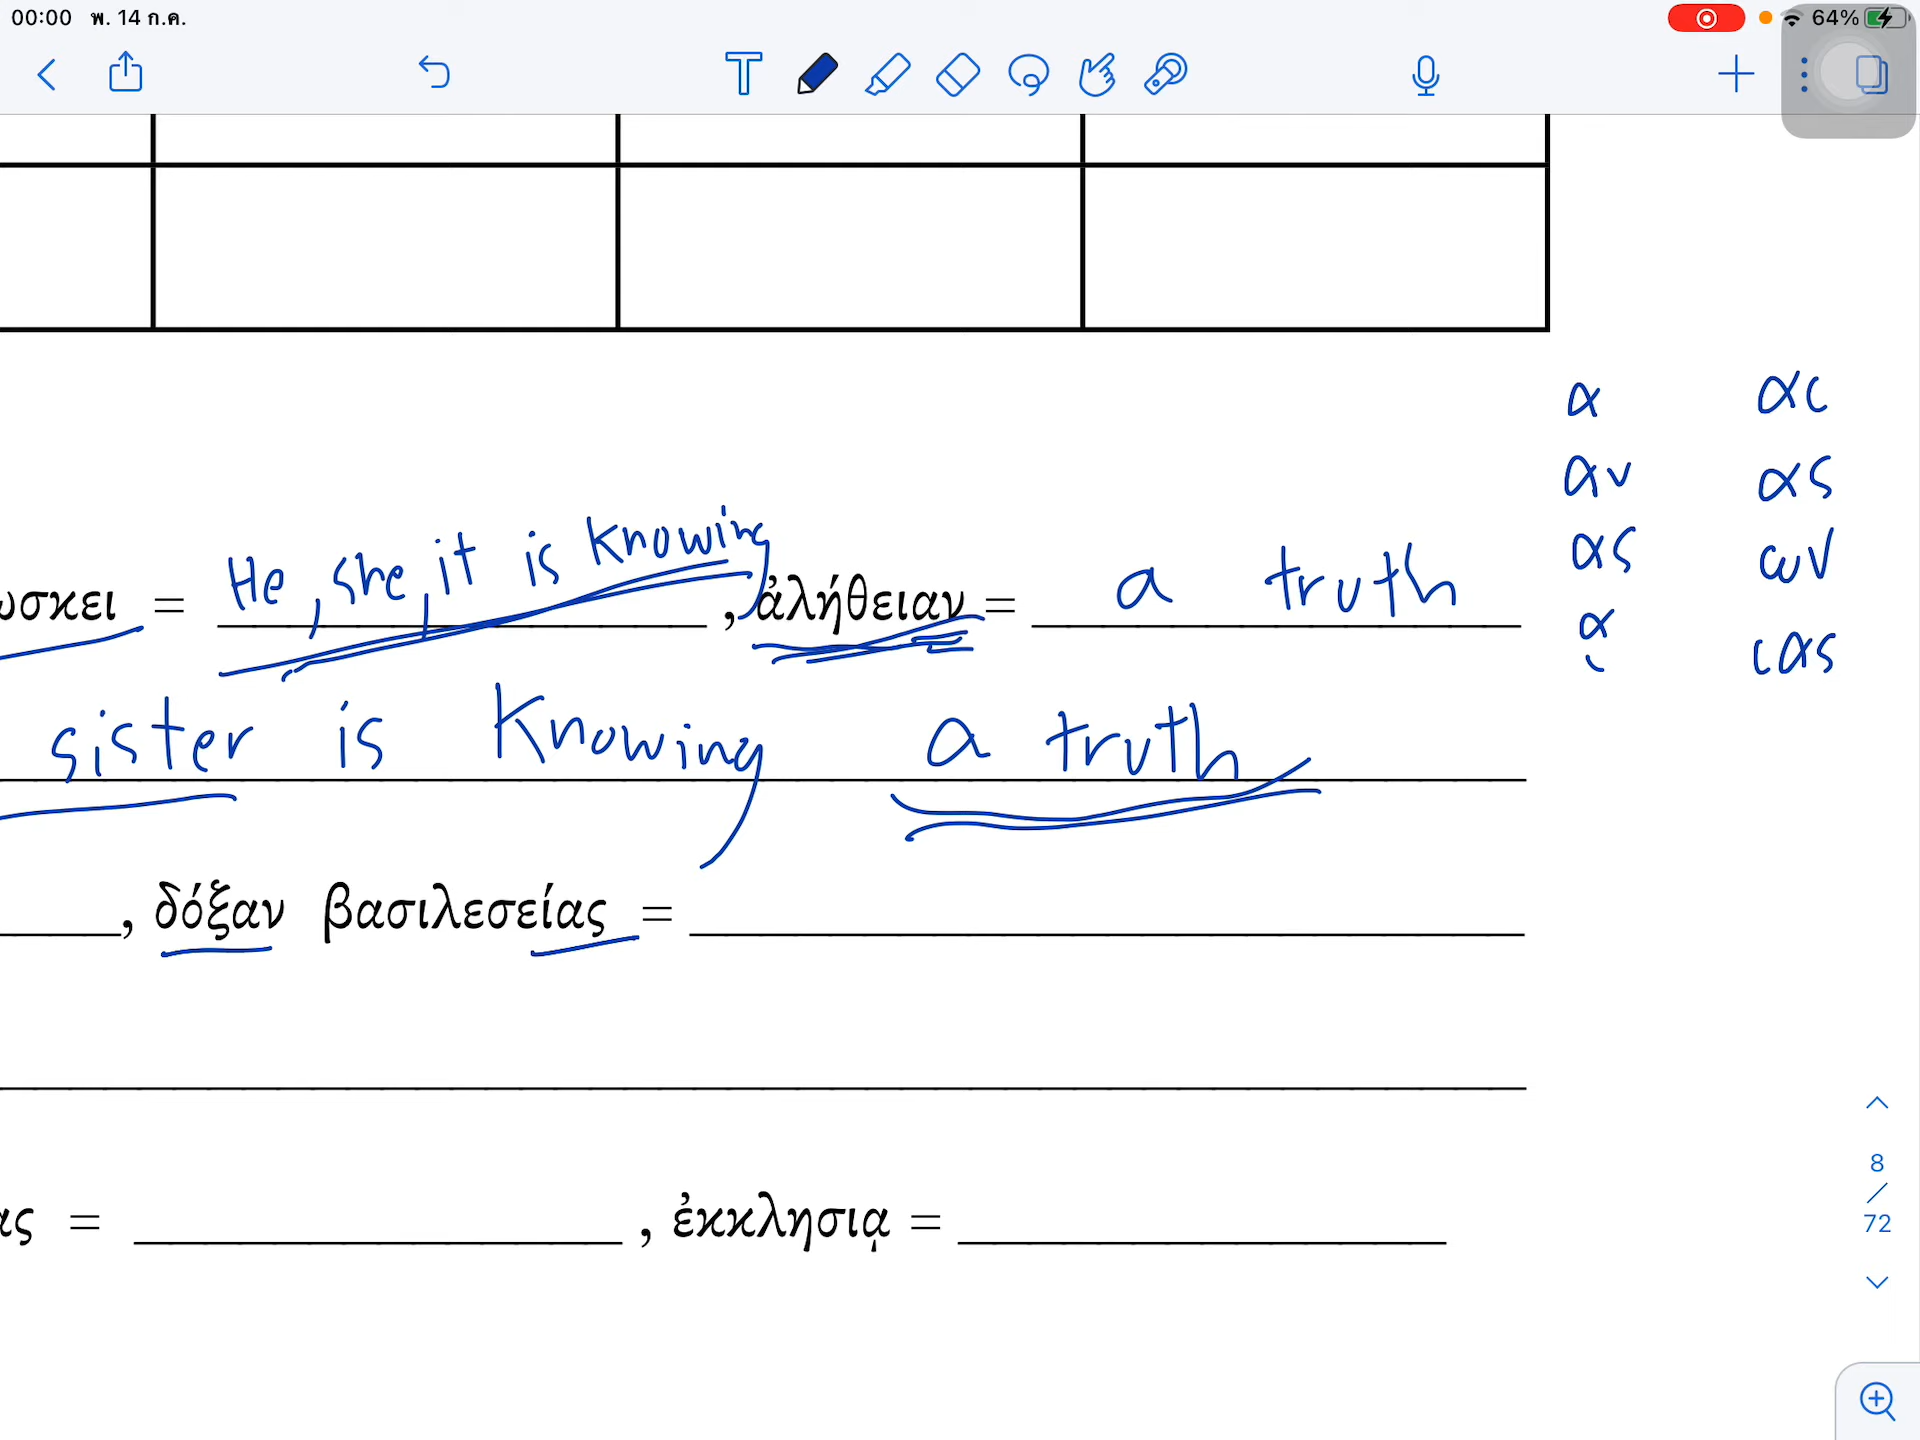 00:00 พ. 14 ก.ค. 64%
α αι
αν ας
He, she, it is knowing
ας ων
ωσκει = , ἀλήθειαν = a truth
ᾳ ιας
sister is knowing a truth
, δόξαν βασιλεσείας =
8
/
72
ας = , ἐκκλησιᾳ =